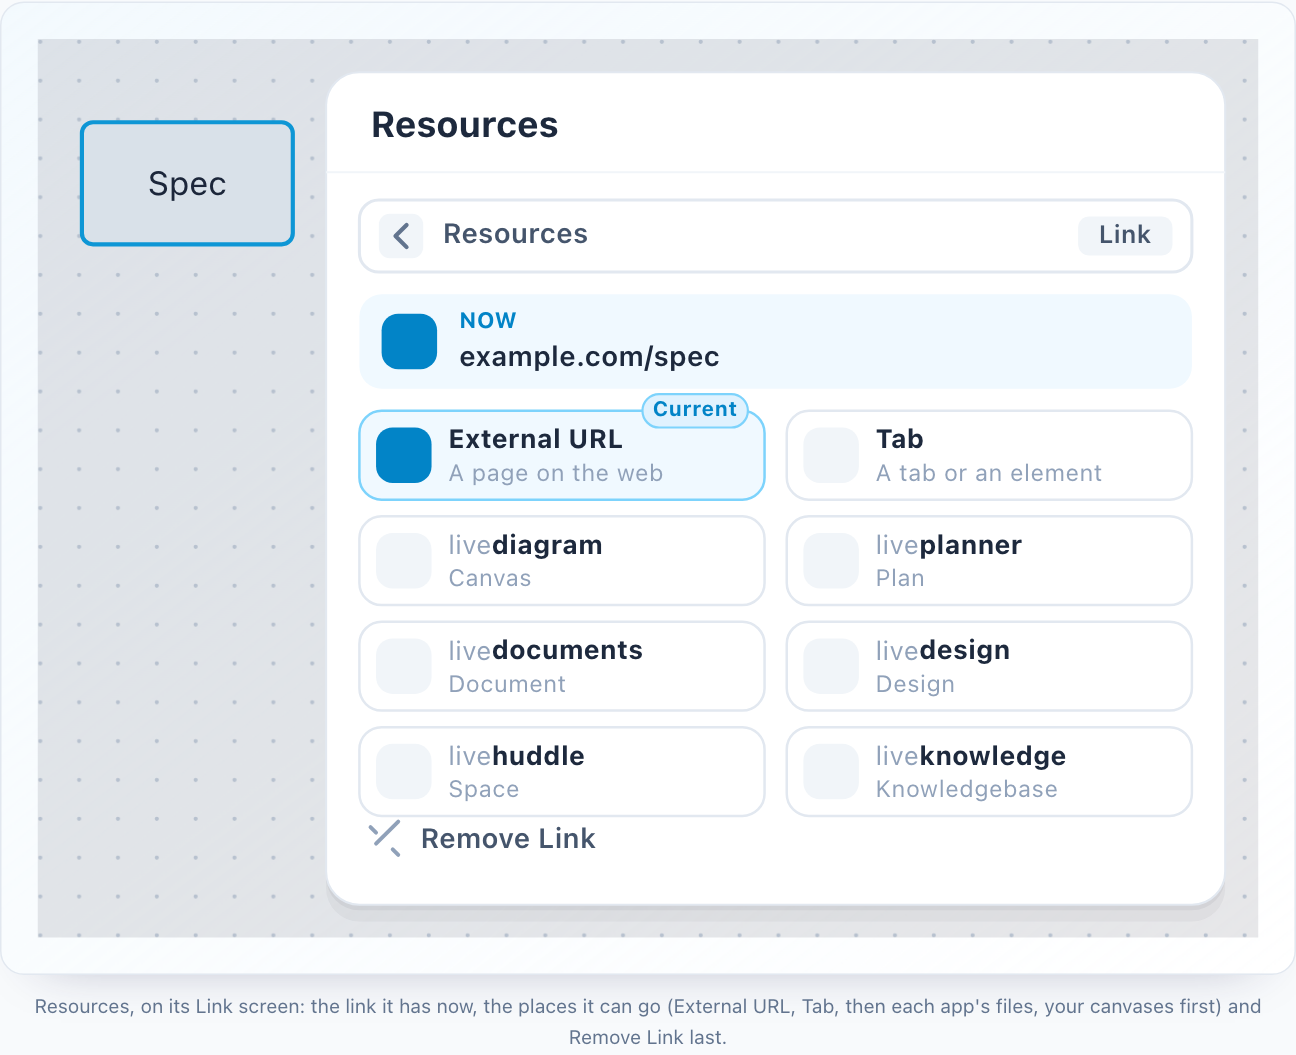 Resources
Spec
Resources
Link
NOW
example.com/spec
Current
External URL
A page on the web
Tab
A tab or an element
livediagram
Canvas
liveplanner
Plan
livedocuments
Document
livedesign
Design
livehuddle
Space
liveknowledge
Knowledgebase
Remove Link
Resources, on its Link screen: the link it has now, the places it can go (External URL, Tab, then each app's files, your canvases first) and
Remove Link last.